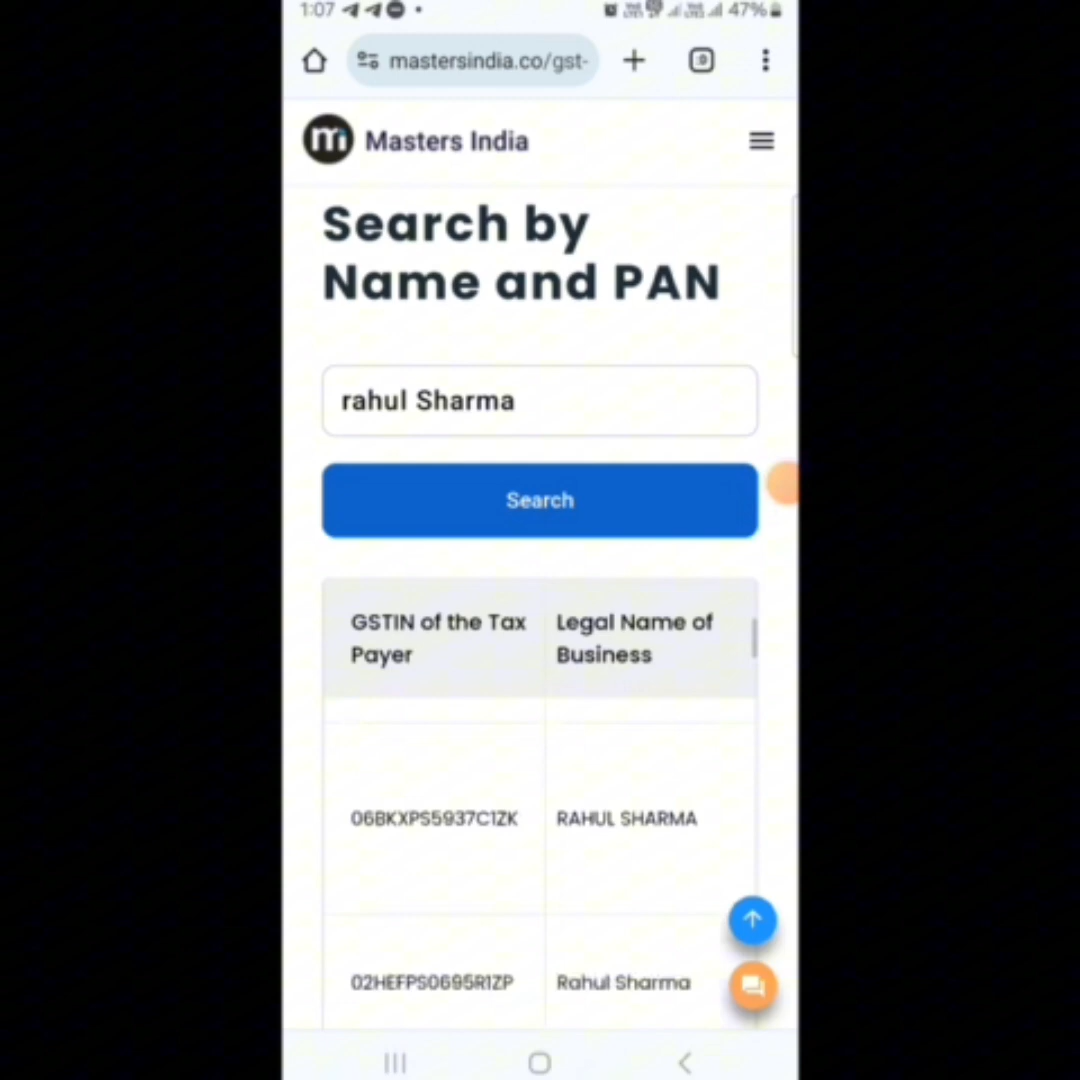 1:07
47%
mastersindia.co/gst-
Masters India
Search by
Name and PAN
rahul Sharma
Search
GSTIN of the Tax Payer
Legal Name of Business
06BKXPS5937C1ZK
RAHUL SHARMA
02HEFPS0695R1ZP
Rahul Sharma